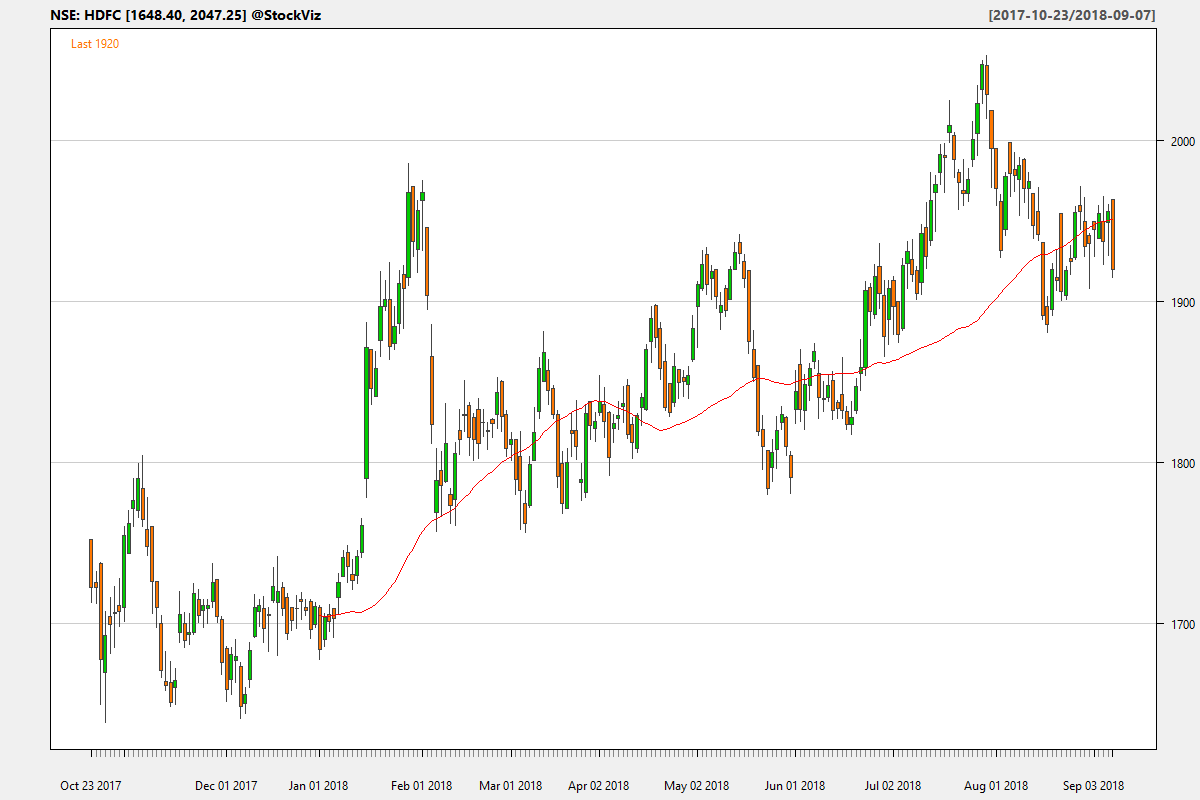 NSE: HDFC [1648.40, 2047.25] @StockViz [2017-10-23/2018-09-07]
Last 1920
2000
1900
1800
1700
Oct 23 2017 Dec 01 2017 Jan 01 2018 Feb 01 2018 Mar 01 2018 Apr 02 2018 May 02 2018 Jun 01 2018 Jul 02 2018 Aug 01 2018 Sep 03 2018